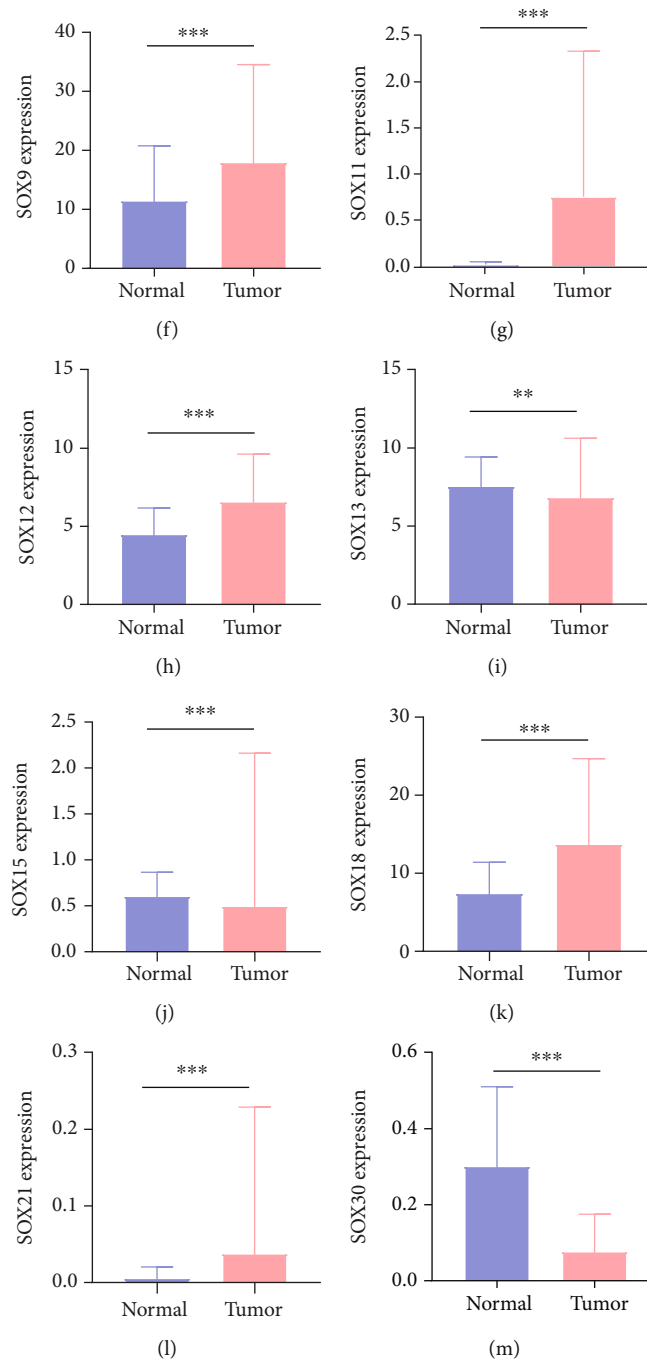 ***
40
30
20
10
0
SOX9 expression
Normal Tumor
(f)
***
2.5
2.0
1.5
1.0
0.5
0.0
SOX11 expression
Normal Tumor
(g)
***
15
10
5
0
SOX12 expression
Normal Tumor
(h)
**
15
10
5
0
SOX13 expression
Normal Tumor
(i)
***
2.5
2.0
1.5
1.0
0.5
0.0
SOX15 expression
Normal Tumor
(j)
***
30
20
10
0
SOX18 expression
Normal Tumor
(k)
***
0.3
0.2
0.1
0.0
SOX21 expression
Normal Tumor
(l)
***
0.6
0.4
0.2
0.0
SOX30 expression
Normal Tumor
(m)